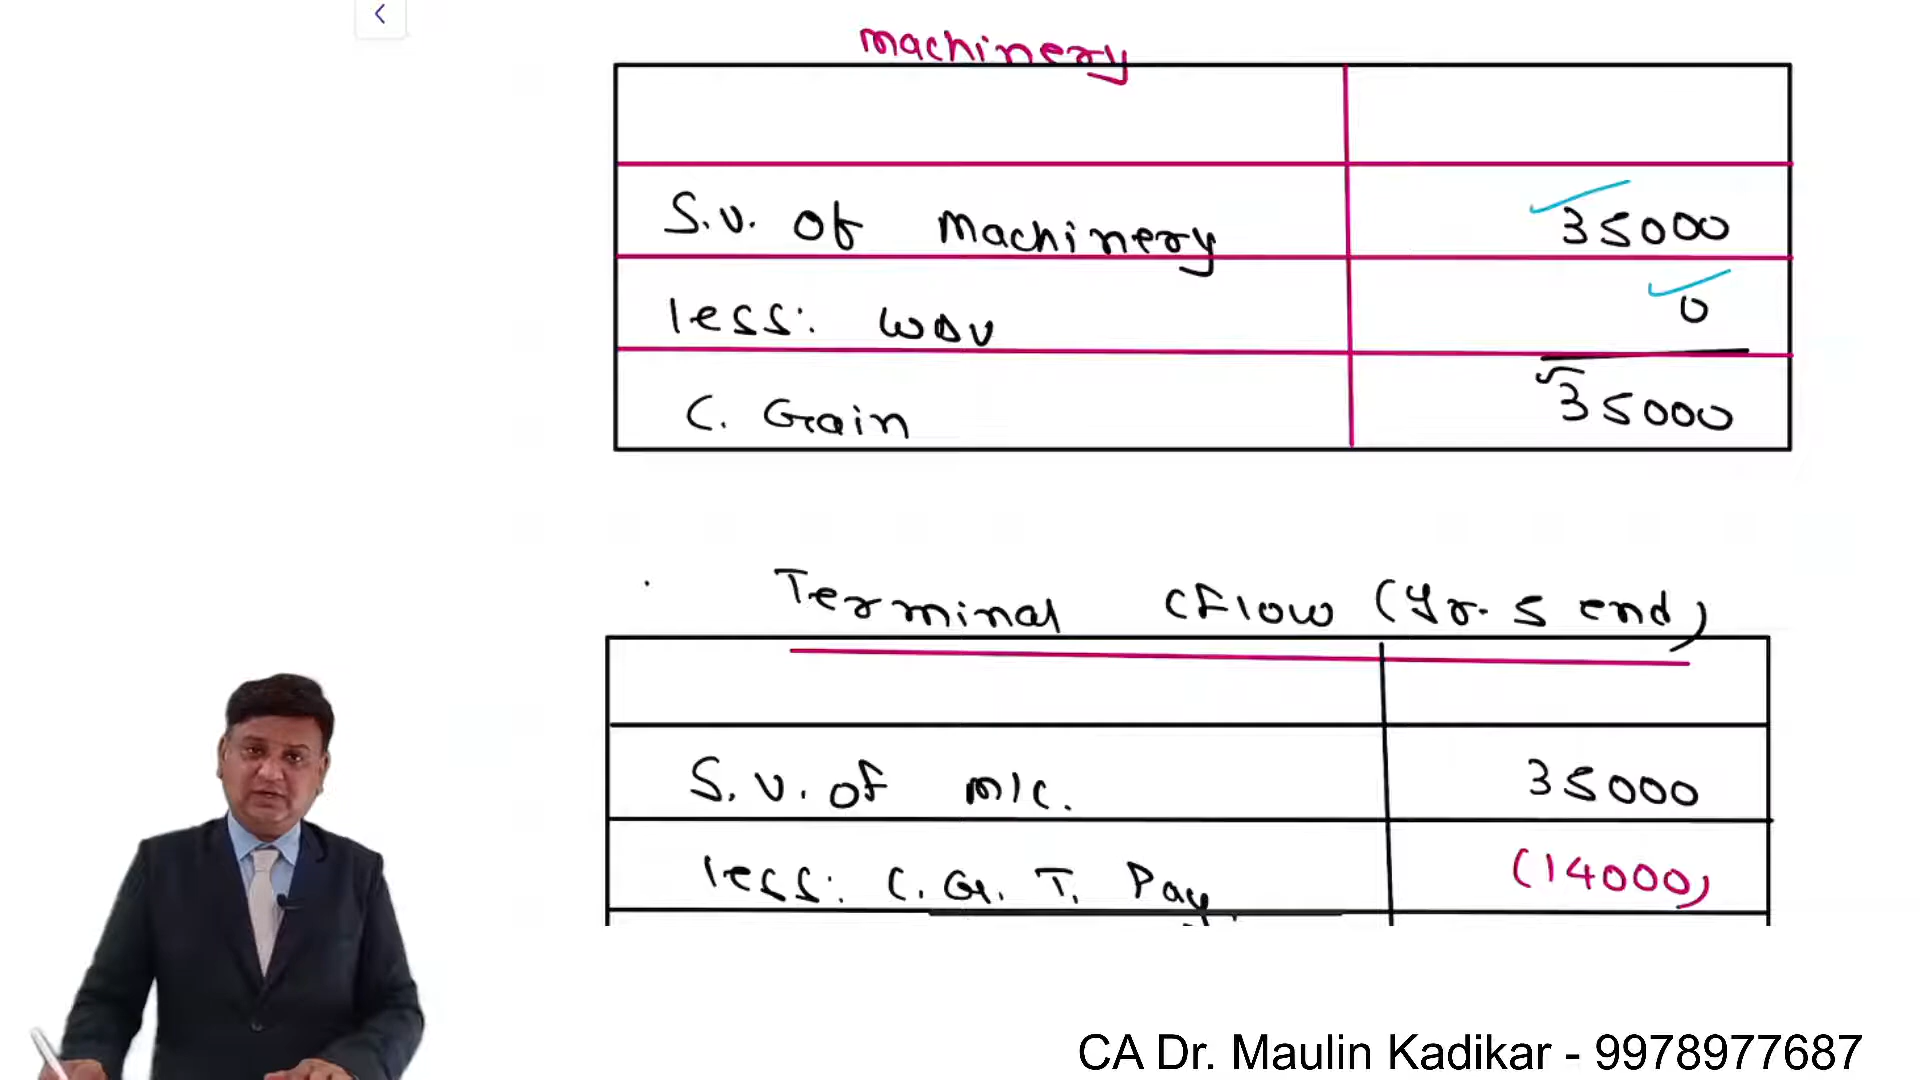 machinery
S.V. of Machinery 35000
less: WDV 0
C. Gain 35000
Terminal CFlow (Yr. 5 end)
S.V. of m/c. 35000
less: C.G. T. Pay (14000)
CA Dr. Maulin Kadikar - 9978977687